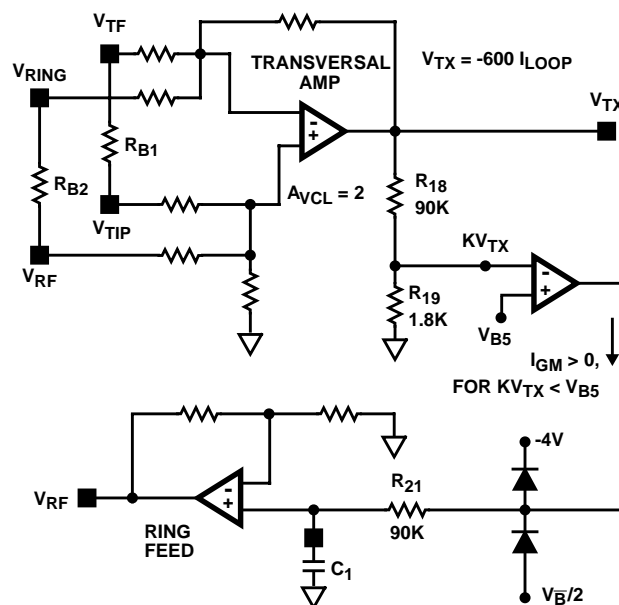 V_TF
V_RING
TRANSVERSAL
AMP
V_TX = -600 I_LOOP
V_TX
-
+
R_B1
R_B2
A_VCL = 2
R_18
90K
V_TIP
V_RF
KV_TX
-
+
R_19
1.8K
V_B5
I_GM > 0,
FOR KV_TX < V_B5
-4V
V_RF
-
+
R_21
90K
RING
FEED
C_1
V_B̅/2